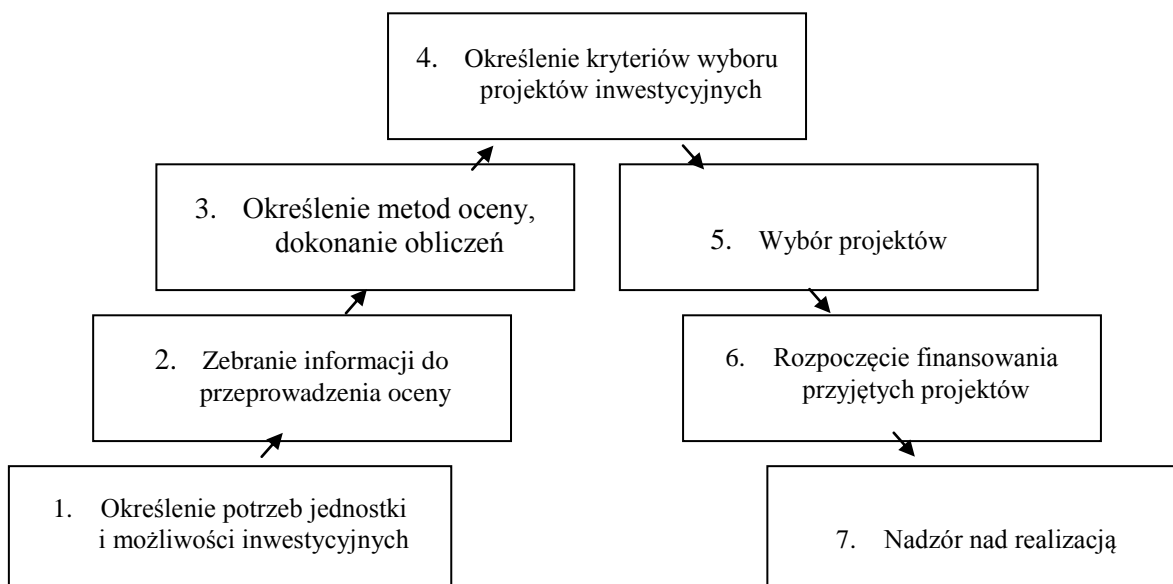 4. Określenie kryteriów wyboru
projektów inwestycyjnych
3. Określenie metod oceny,
dokonanie obliczeń
5. Wybór projektów
2. Zebranie informacji do
przeprowadzenia oceny
6. Rozpoczęcie finansowania
przyjętych projektów
1. Określenie potrzeb jednostki
i możliwości inwestycyjnych
7. Nadzór nad realizacją